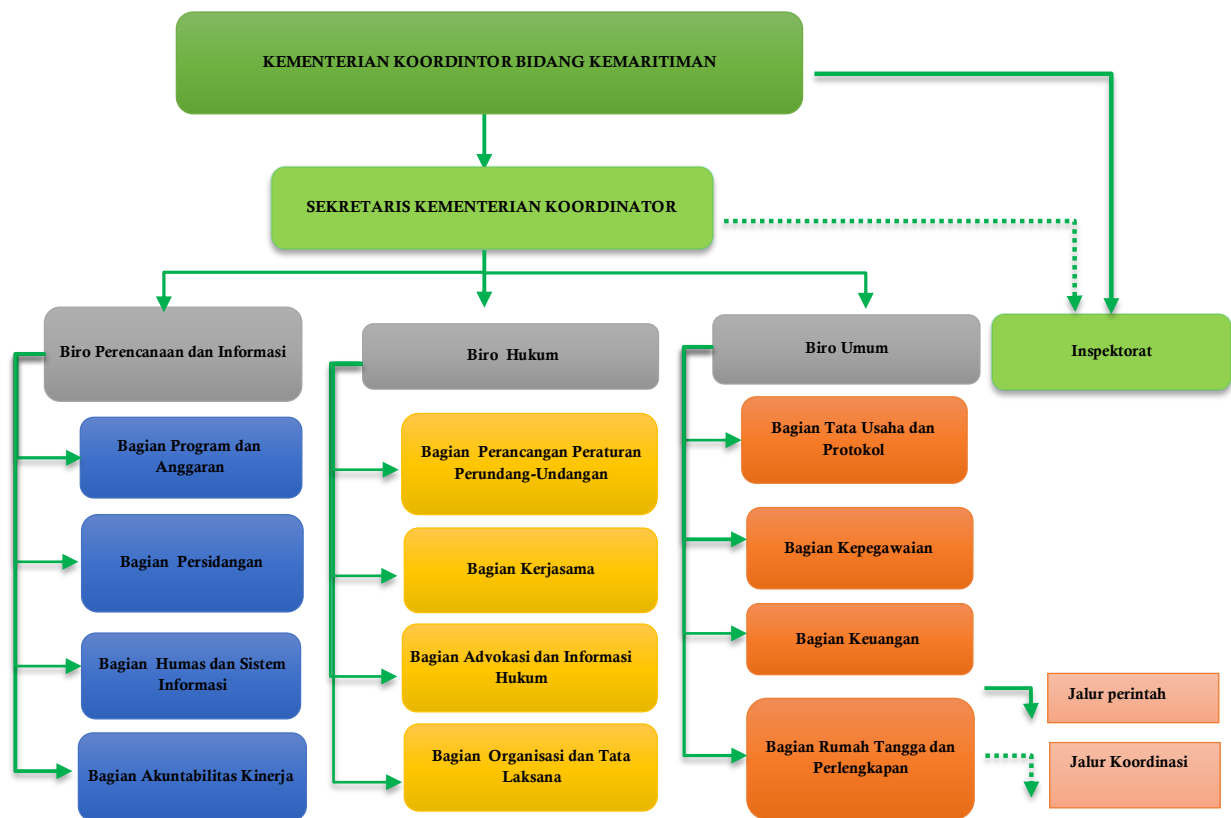 KEMENTERIAN KOORDINTOR BIDANG KEMARITIMAN
SEKRETARIS KEMENTERIAN KOORDINATOR
Biro Perencanaan dan Informasi
Bagian Program dan
Anggaran
Bagian Persidangan
Bagian Humas dan Sistem
Informasi
Bagian Akuntabilitas Kinerja
Biro Hukum
Bagian Perancangan Peraturan
Perundang-Undangan
Bagian Kerjasama
Bagian Advokasi dan Informasi
Hukum
Bagian Organisasi dan Tata
Laksana
Biro Umum
Bagian Tata Usaha dan
Protokol
Bagian Kepegawaian
Bagian Keuangan
Bagian Rumah Tangga dan
Perlengkapan
Inspektorat
Jalur perintah
Jalur Koordinasi